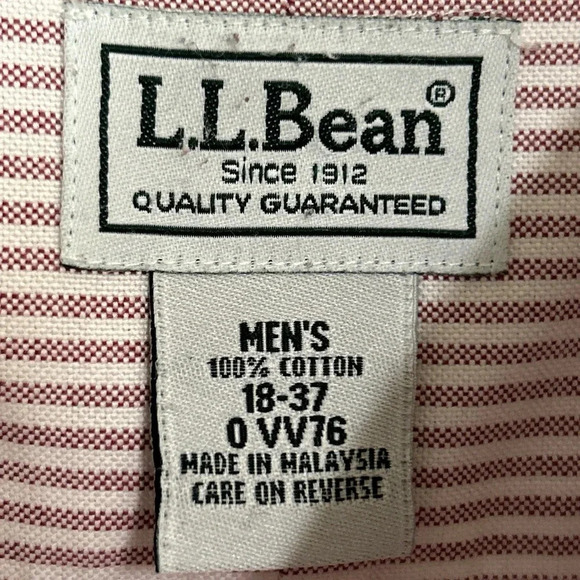 L.L.Bean®
Since 1912
QUALITY GUARANTEED
MEN'S
100% COTTON
18-37
0 VV76
MADE IN MALAYSIA
CARE ON REVERSE